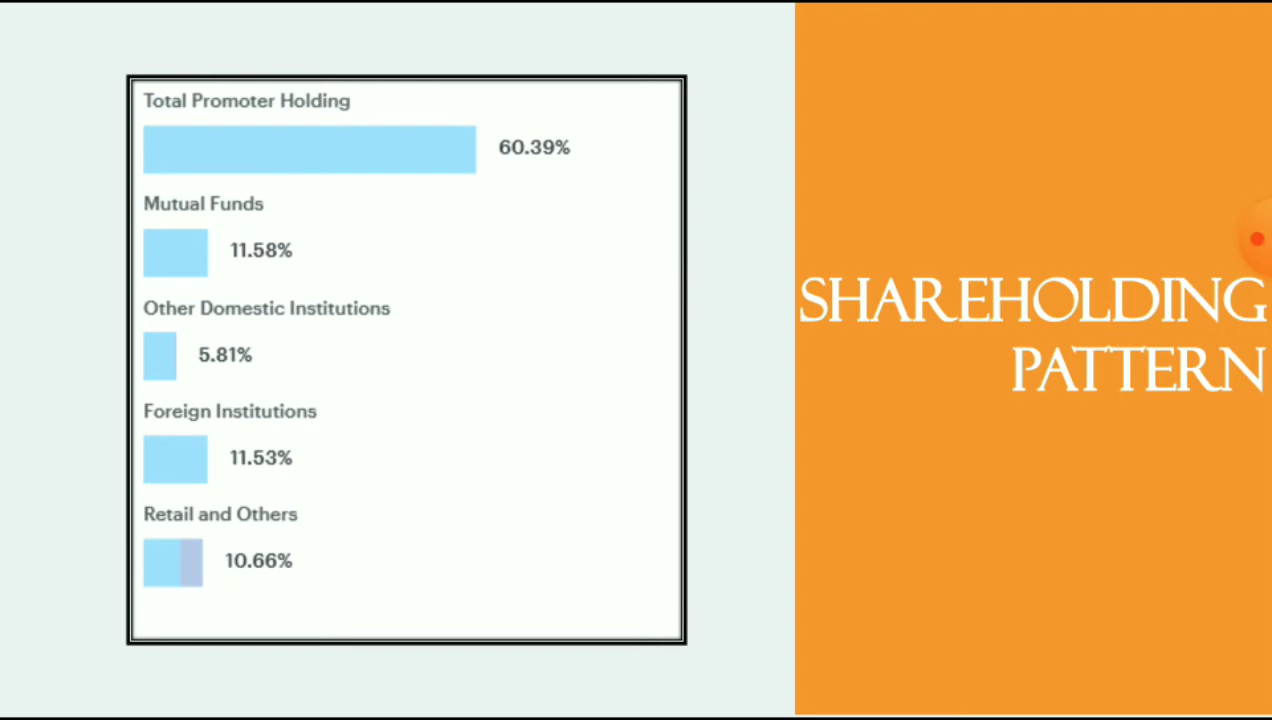 Total Promoter Holding
60.39%
Mutual Funds
11.58%
Other Domestic Institutions
5.81%
Foreign Institutions
11.53%
Retail and Others
10.66%
SHAREHOLDING
PATTERN